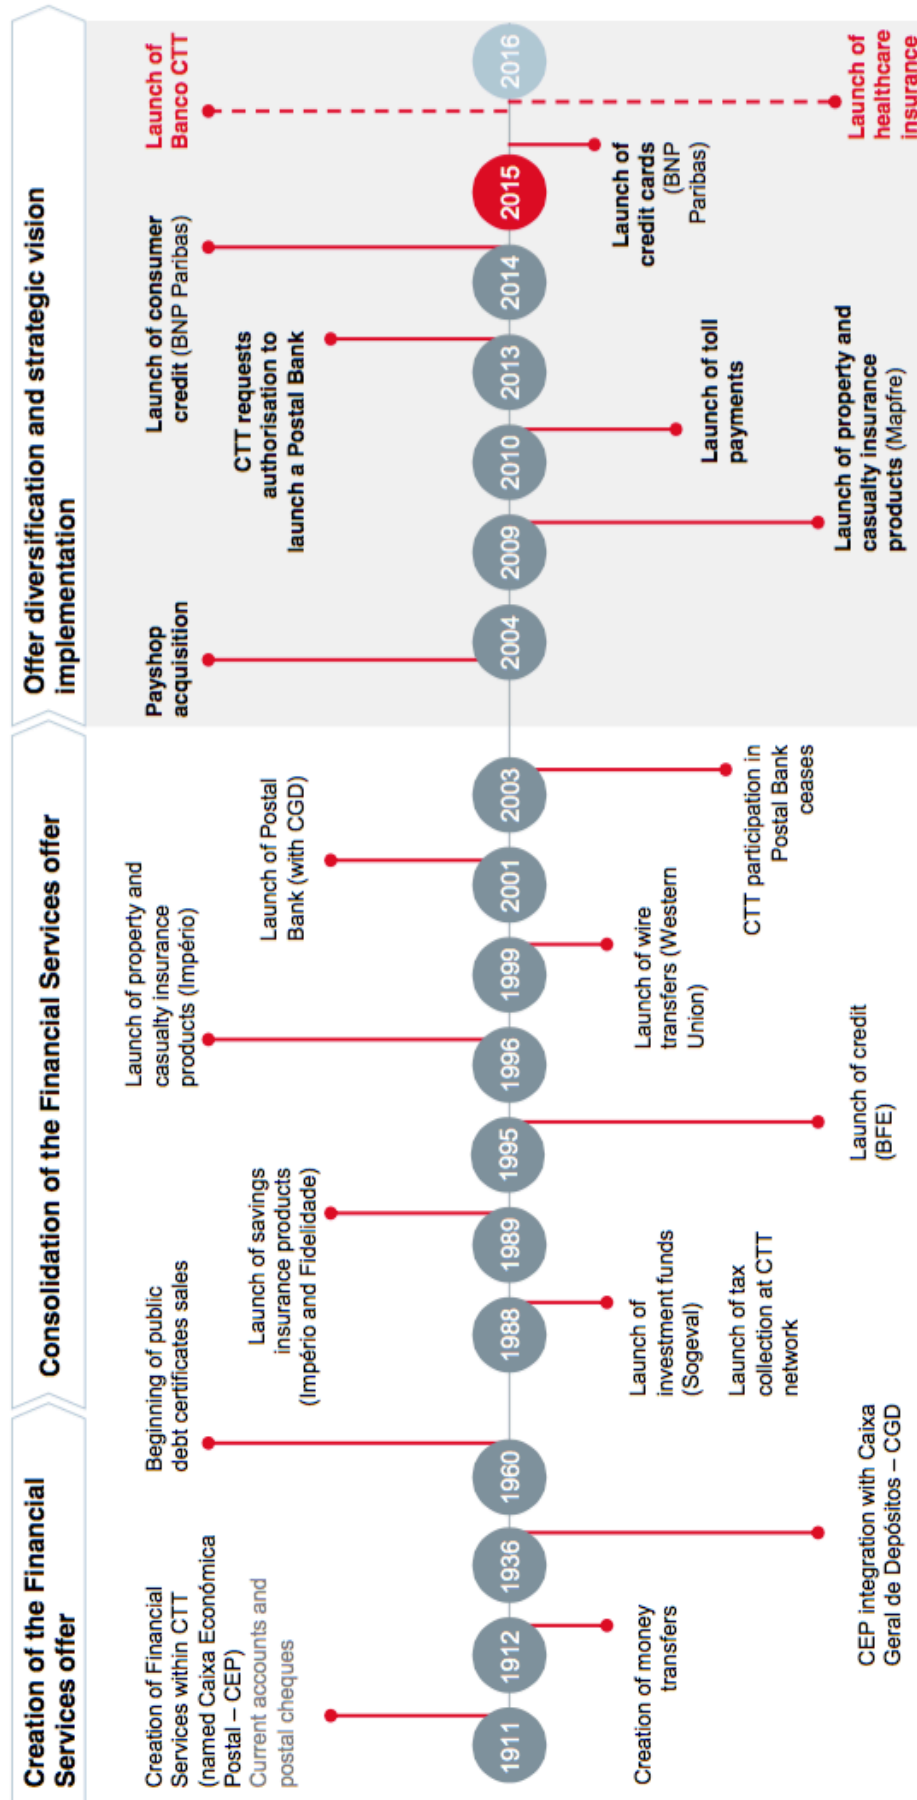 Creation of the Financial
Services offer
Consolidation of the Financial Services offer
Offer diversification and strategic vision
implementation
Creation of Financial
Services within CTT
(named Caixa Económica
Postal – CEP)
Current accounts and
postal cheques
Beginning of public
debt certificates sales
Launch of savings
insurance products
(Império and Fidelidade)
Launch of property and
casualty insurance
products (Império)
Launch of Postal
Bank (with CGD)
Payshop
acquisition
CTT requests
authorisation to
launch a Postal Bank
Launch of consumer
credit (BNP Paribas)
Launch of
Banco CTT
1911
1912
1936
1960
1988
1989
1995
1996
1999
2001
2003
2004
2009
2010
2013
2014
2015
2016
Creation of money
transfers
CEP integration with Caixa
Geral de Depósitos – CGD
Launch of
investment funds
(Sogeval)
Launch of tax
collection at CTT
network
Launch of credit
(BFE)
Launch of wire
transfers (Western
Union)
CTT participation in
Postal Bank
ceases
Launch of property and
casualty insurance
products (Mapfre)
Launch of toll
payments
Launch of
credit cards
(BNP
Paribas)
Launch of
healthcare
insurance